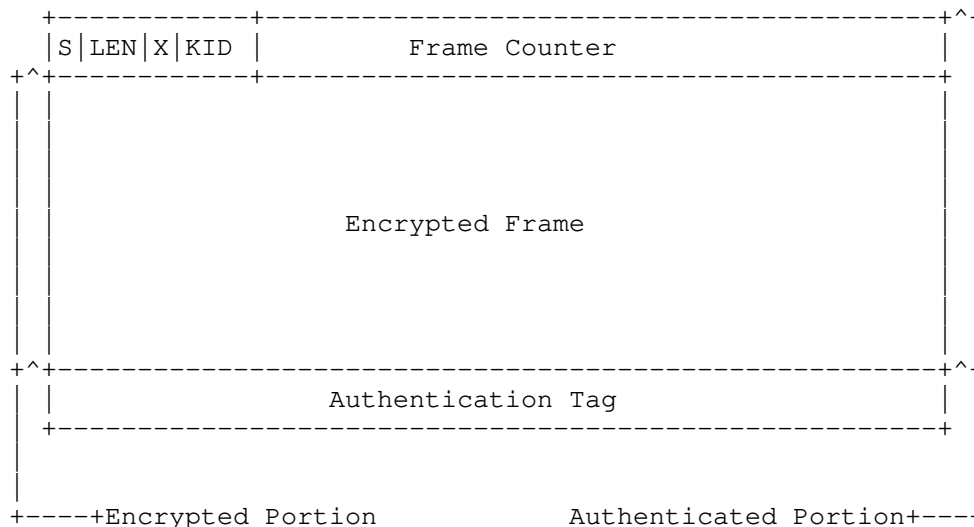 S|LEN|X|KID | Frame Counter
Encrypted Frame
Authentication Tag
Encrypted Portion Authenticated Portion